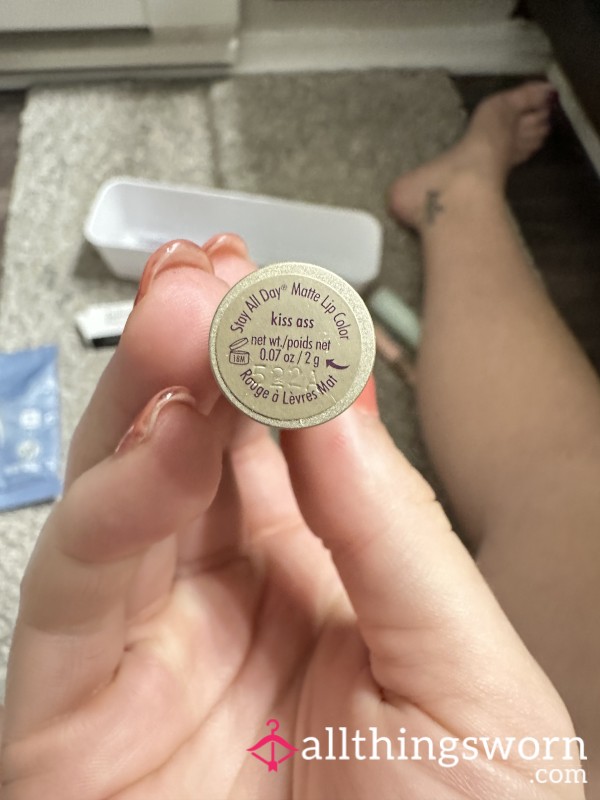 Stay All Day® Matte Lip Color
kiss ass
net wt./poids net
0.07 oz / 2 g
18M
Rouge à Lèvres Mat
allthingsworn
.com